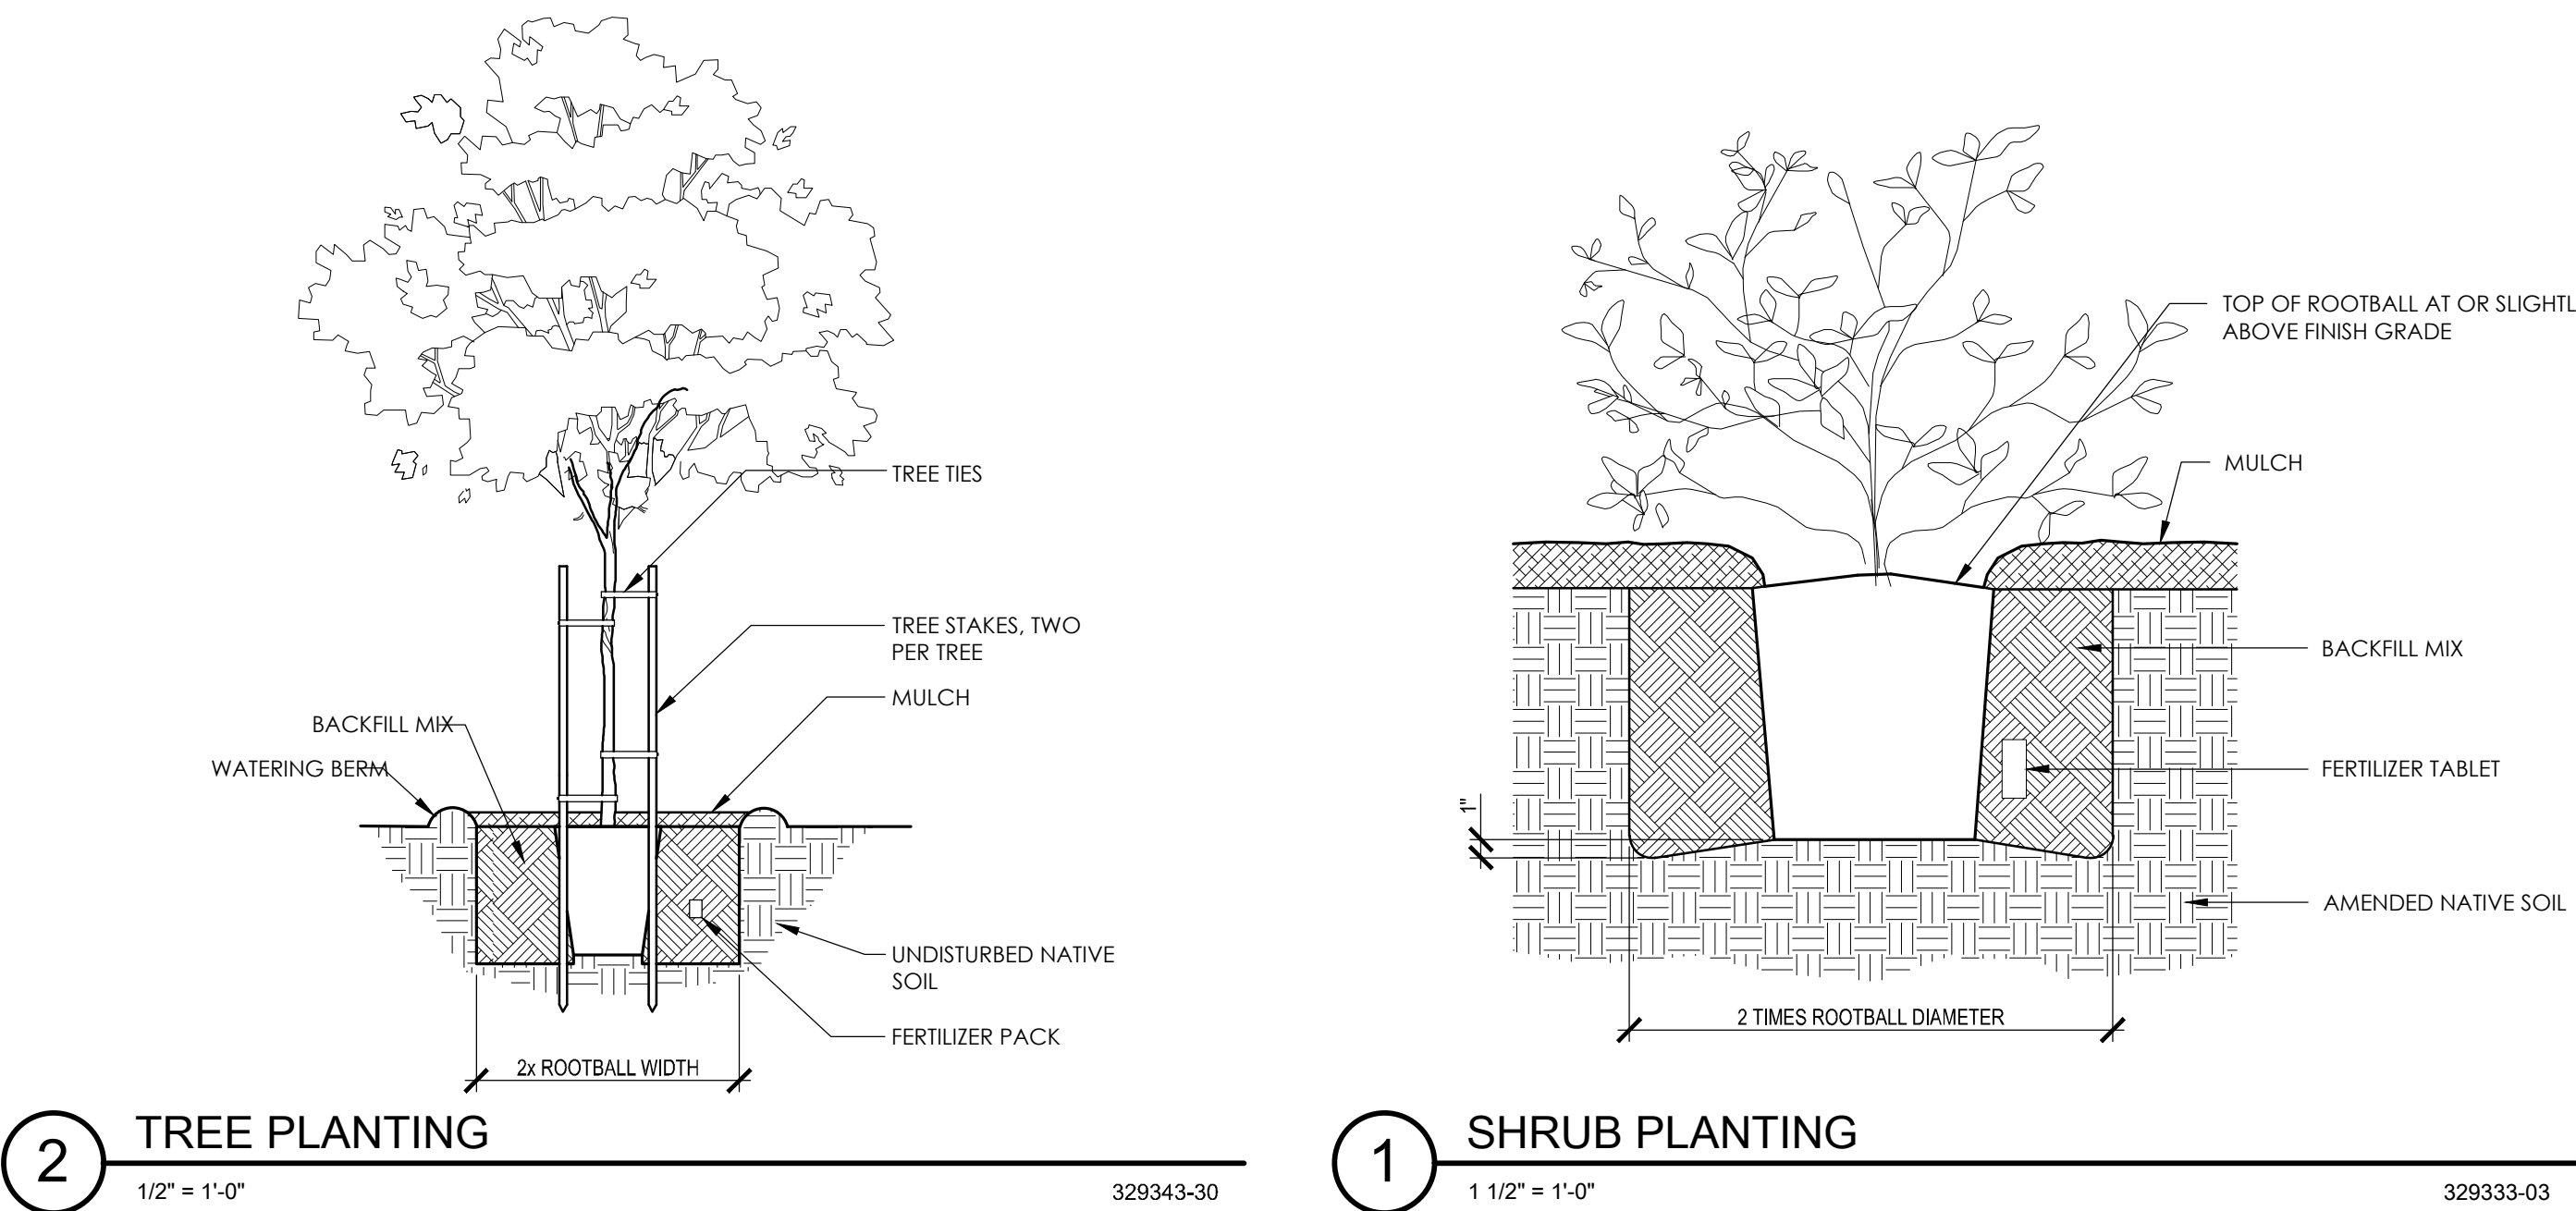 TREE TIES
TREE STAKES, TWO
PER TREE
MULCH
BACKFILL MIX
WATERING BERM
UNDISTURBED NATIVE
SOIL
FERTILIZER PACK
2x ROOTBALL WIDTH
2
TREE PLANTING
1/2" = 1'-0"
329343-30
TOP OF ROOTBALL AT OR SLIGHTL
ABOVE FINISH GRADE
MULCH
BACKFILL MIX
FERTILIZER TABLET
1"
AMENDED NATIVE SOIL
2 TIMES ROOTBALL DIAMETER
1
SHRUB PLANTING
1 1/2" = 1'-0"
329333-03